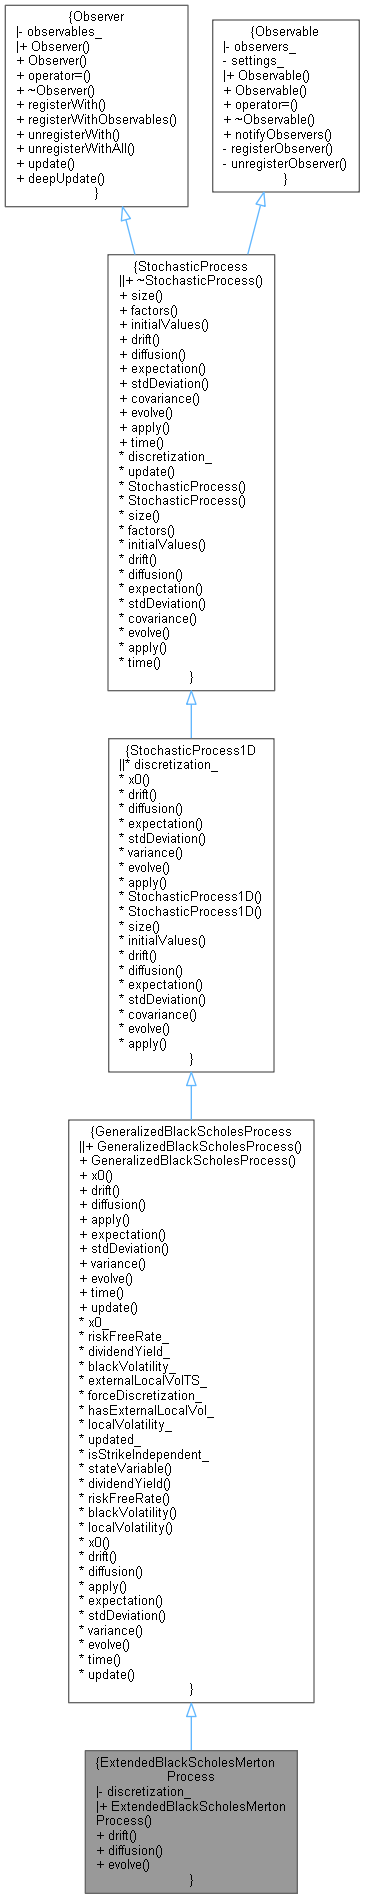 {Observer
|- observables_
|+ Observer()
+ Observer()
+ operator=()
+ ~Observer()
+ registerWith()
+ registerWithObservables()
+ unregisterWith()
+ unregisterWithAll()
+ update()
+ deepUpdate()
}
{Observable
|- observers_
- settings_
|+ Observable()
+ Observable()
+ operator=()
+ ~Observable()
+ notifyObservers()
- registerObserver()
- unregisterObserver()
}
{StochasticProcess
||+ ~StochasticProcess()
+ size()
+ factors()
+ initialValues()
+ drift()
+ diffusion()
+ expectation()
+ stdDeviation()
+ covariance()
+ evolve()
+ apply()
+ time()
* discretization_
* update()
* StochasticProcess()
* StochasticProcess()
* size()
* factors()
* initialValues()
* drift()
* diffusion()
* expectation()
* stdDeviation()
* covariance()
* evolve()
* apply()
* time()
}
{StochasticProcess1D
||* discretization_
* x0()
* drift()
* diffusion()
* expectation()
* stdDeviation()
* variance()
* evolve()
* apply()
* StochasticProcess1D()
* StochasticProcess1D()
* size()
* initialValues()
* drift()
* diffusion()
* expectation()
* stdDeviation()
* covariance()
* evolve()
* apply()
}
{GeneralizedBlackScholesProcess
||+ GeneralizedBlackScholesProcess()
+ GeneralizedBlackScholesProcess()
+ x0()
+ drift()
+ diffusion()
+ apply()
+ expectation()
+ stdDeviation()
+ variance()
+ evolve()
+ time()
+ update()
* x0_
* riskFreeRate_
* dividendYield_
* blackVolatility_
* externalLocalVolTS_
* forceDiscretization_
* hasExternalLocalVol_
* localVolatility_
* updated_
* isStrikeIndependent_
* stateVariable()
* dividendYield()
* riskFreeRate()
* blackVolatility()
* localVolatility()
* x0()
* drift()
* diffusion()
* apply()
* expectation()
* stdDeviation()
* variance()
* evolve()
* time()
* update()
}
{ExtendedBlackScholesMerton
Process
|- discretization_
|+ ExtendedBlackScholesMerton
Process()
+ drift()
+ diffusion()
+ evolve()
}